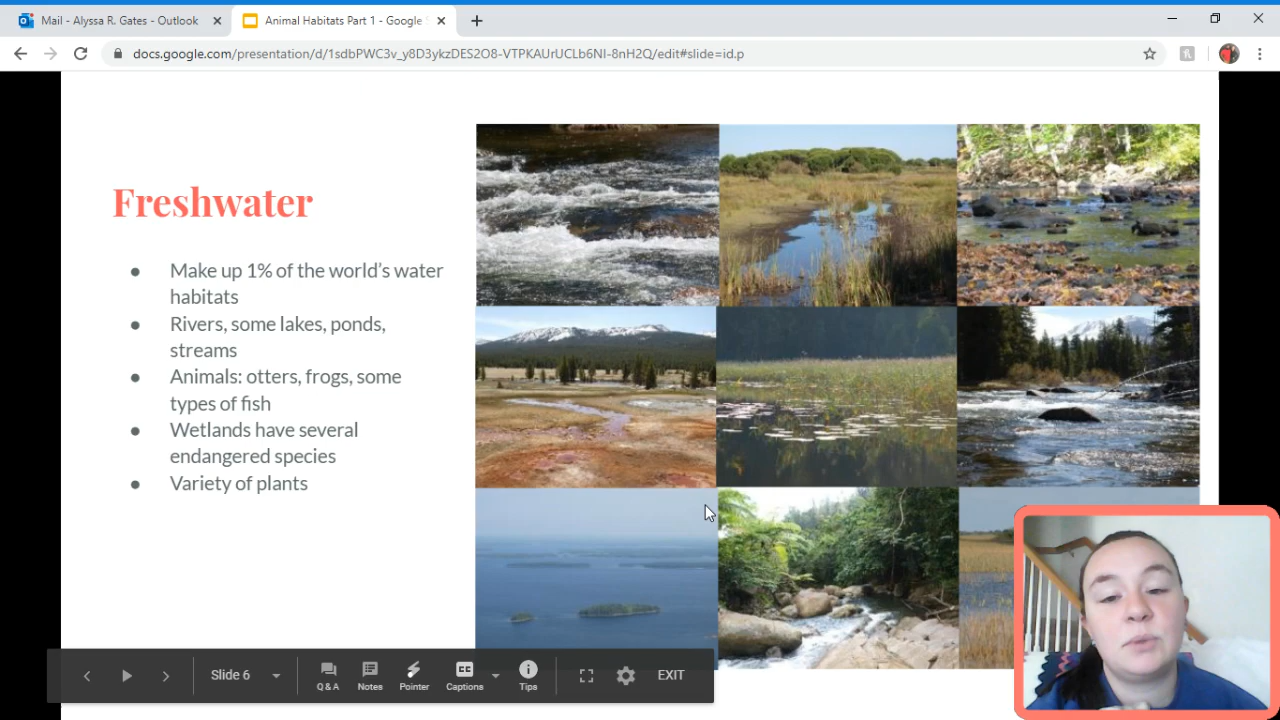 Mail - Alyssa R. Gates - Outlook
Animal Habitats Part 1 - Google
docs.google.com/presentation/d/1sdbPWC3v_y8D3ykzDES2O8-VTPKAUrUCLb6NI-8nH2Q/edit#slide=id.p
Freshwater
● Make up 1% of the world's water
habitats
● Rivers, some lakes, ponds,
streams
● Animals: otters, frogs, some
types of fish
● Wetlands have several
endangered species
● Variety of plants
Slide 6
Q&A
Notes
Pointer
CC
Captions
Tips
EXIT